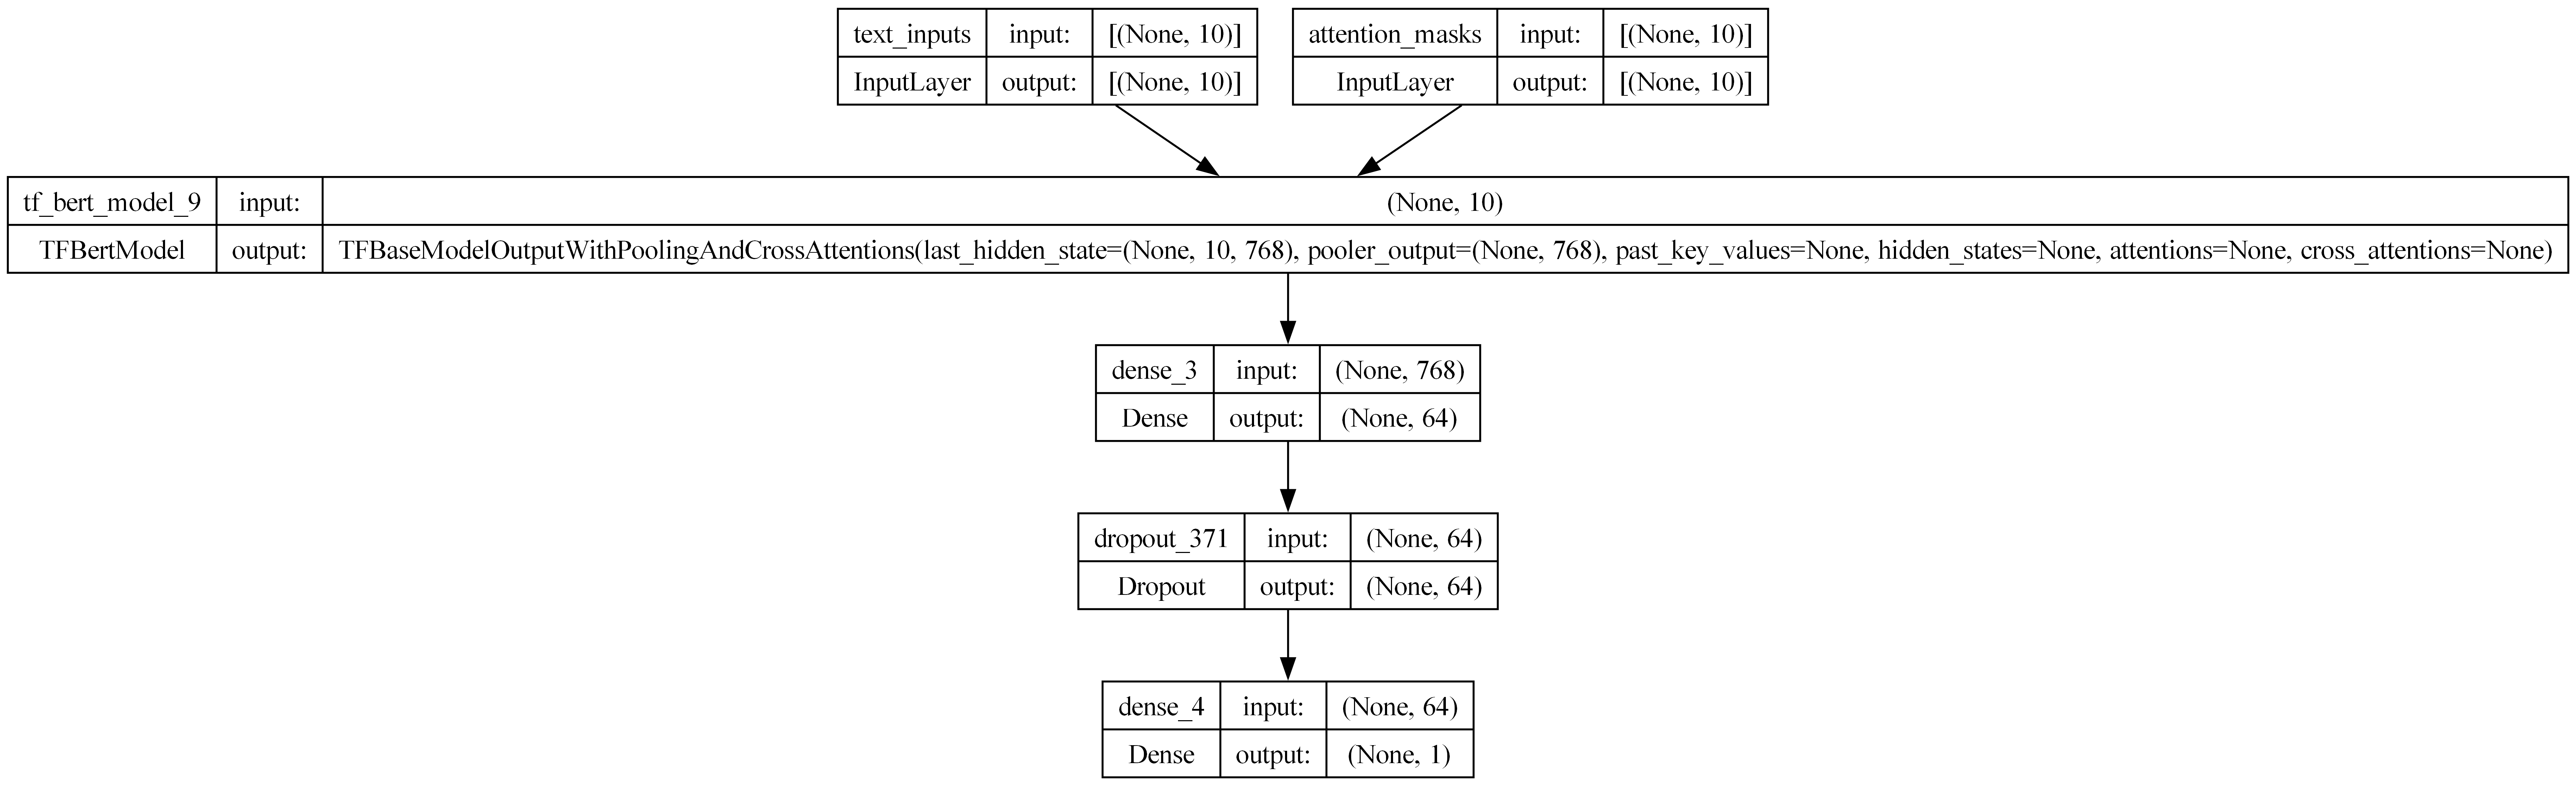 text_inputs input: [(None, 10)]
InputLayer output: [(None, 10)]
attention_masks input: [(None, 10)]
InputLayer output: [(None, 10)]
tf_bert_model_9 input: (None, 10)
TFBertModel output: TFBaseModelOutputWithPoolingAndCrossAttentions(last_hidden_state=(None, 10, 768), pooler_output=(None, 768), past_key_values=None, hidden_states=None, attentions=None, cross_attentions=None)
dense_3 input: (None, 768)
Dense output: (None, 64)
dropout_371 input: (None, 64)
Dropout output: (None, 64)
dense_4 input: (None, 64)
Dense output: (None, 1)